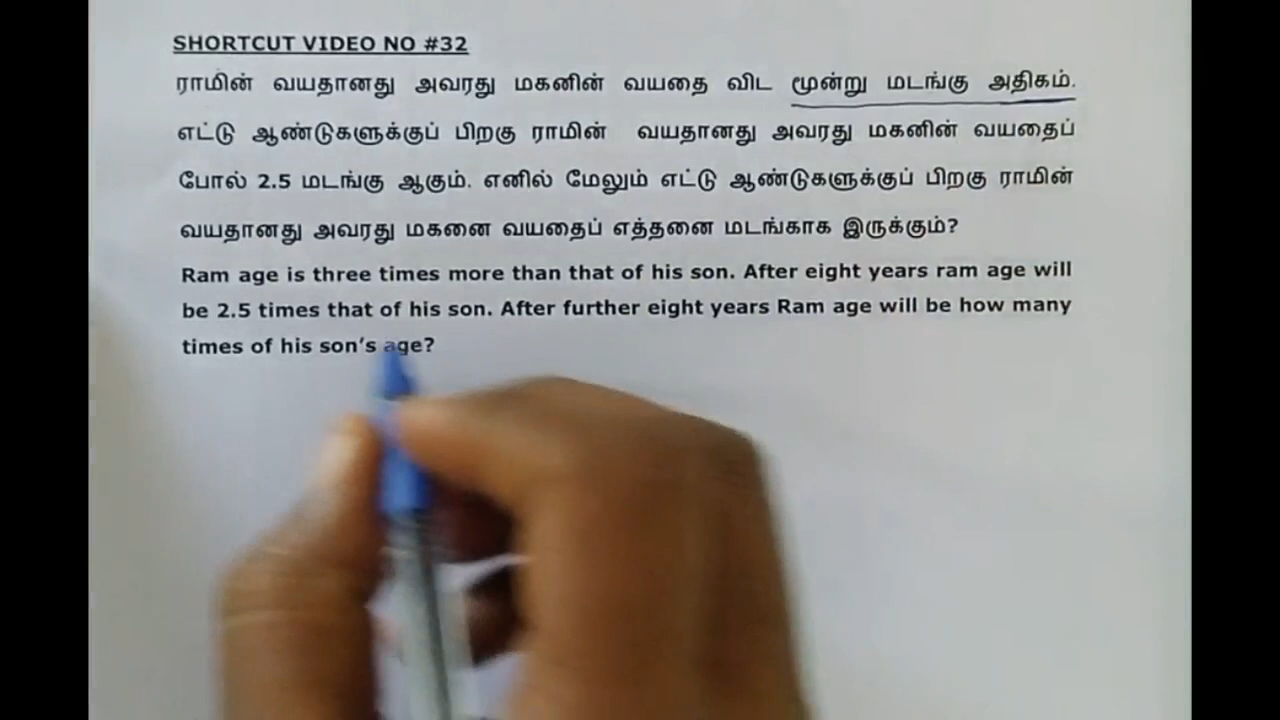 SHORTCUT VIDEO NO #32
ராமின் வயதானது அவரது மகனின் வயதை விட மூன்று மடங்கு அதிகம்.
எட்டு ஆண்டுகளுக்குப் பிறகு ராமின் வயதானது அவரது மகனின் வயதைப்
போல் 2.5 மடங்கு ஆகும். எனில் மேலும் எட்டு ஆண்டுகளுக்குப் பிறகு ராமின்
வயதானது அவரது மகனை வயதைப் எத்தனை மடங்காக இருக்கும்?
Ram age is three times more than that of his son. After eight years ram age will
be 2.5 times that of his son. After further eight years Ram age will be how many
times of his son's age?